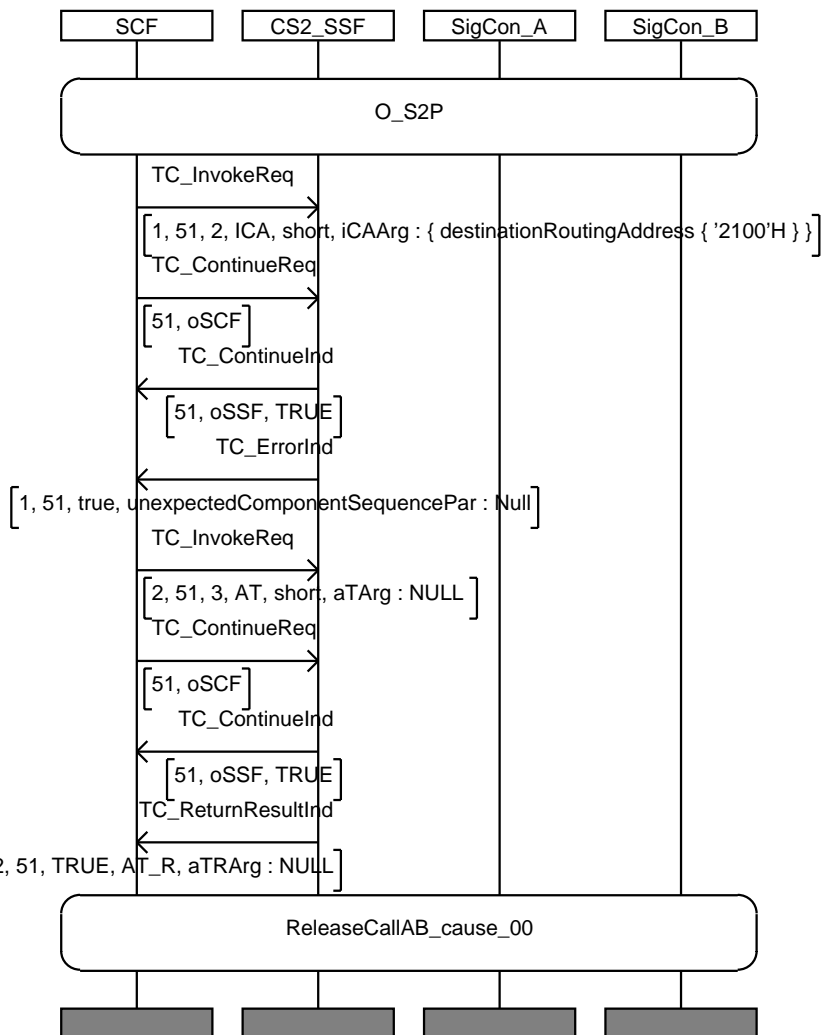 SCF CS2_SSF SigCon_A SigCon_B
O_S2P
TC_InvokeReq
1, 51, 2, ICA, short, iCAArg : { destinationRoutingAddress { '2100'H } }
TC_ContinueReq
51, oSCF
TC_ContinueInd
51, oSSF, TRUE
TC_ErrorInd
1, 51, true, unexpectedComponentSequencePar : Null
TC_InvokeReq
2, 51, 3, AT, short, aTArg : NULL
TC_ContinueReq
51, oSCF
TC_ContinueInd
51, oSSF, TRUE
TC_ReturnResultInd
2, 51, TRUE, AT_R, aTRArg : NULL
ReleaseCallAB_cause_00